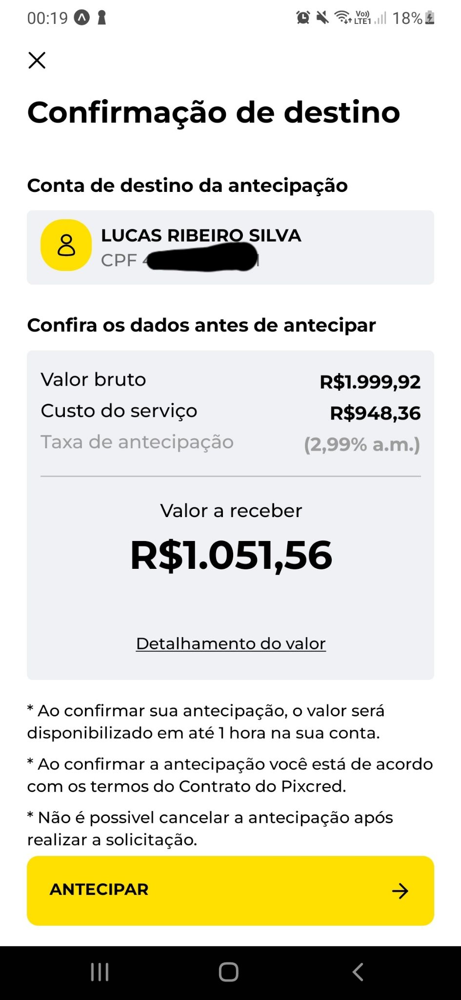 00:19
Vo))
LTE1
18%
Confirmação de destino
Conta de destino da antecipação
LUCAS RIBEIRO SILVA
CPF
Confira os dados antes de antecipar
Valor bruto R$1.999,92
Custo do serviço R$948,36
Taxa de antecipação (2,99% a.m.)
Valor a receber
R$1.051,56
Detalhamento do valor
* Ao confirmar sua antecipação, o valor será
disponibilizado em até 1 hora na sua conta.
* Ao confirmar a antecipação você está de acordo
com os termos do Contrato do Pixcred.
* Não é possivel cancelar a antecipação após
realizar a solicitação.
ANTECIPAR